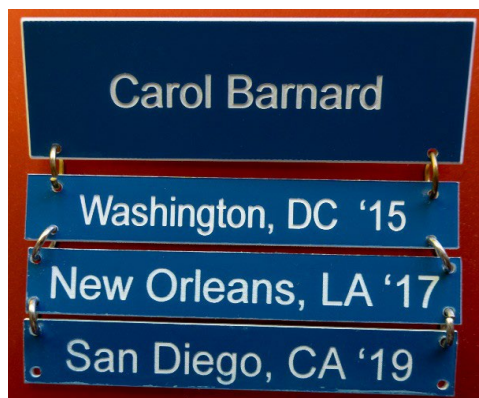 Carol Barnard
Washington, DC ‘15
New Orleans, LA ‘17
San Diego, CA ‘19